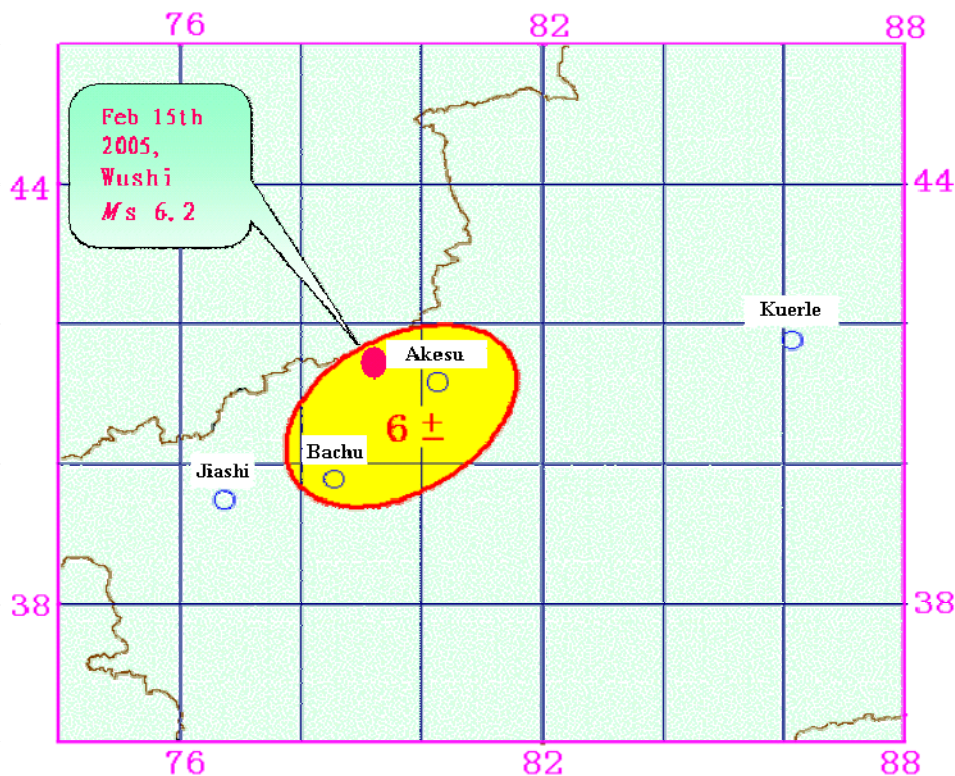 76 82 88
Feb 15th
2005,
Wushi
Ms 6.2
44 44
Kuerle
Akesu
6 ±
Bachu
Jiashi
38 38
76 82 88